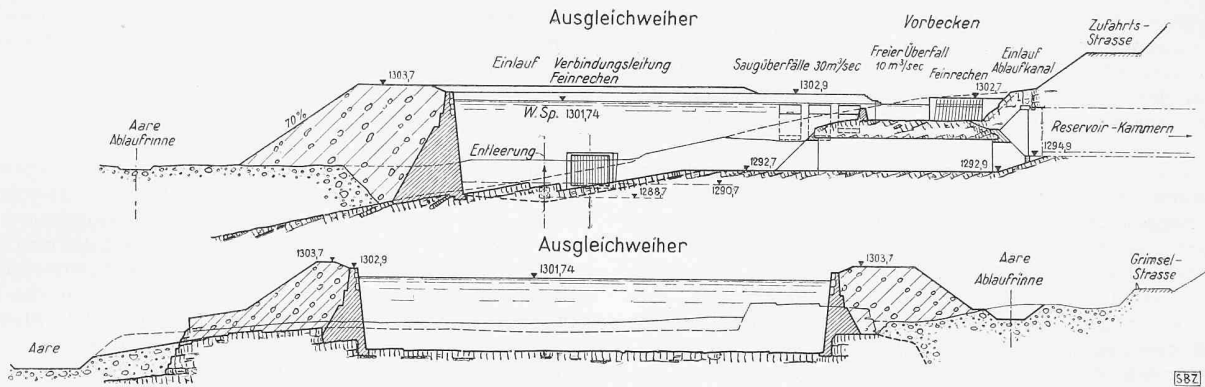 Ausgleichweiher
Vorbecken
Zufahrts-
Strasse
Einlauf Verbindungsleitung
Feinrechen
Saugüberfälle 30m³/sec
Freier Überfall
10 m³/sec
Feinrechen
Einlauf
Ablaufkanal
1303,7
1302,9
1302,7
70%
W. Sp. 1301,74
Aare
Ablaufrinne
Entleerung
Reservoir-Kammern
1294,9
1292,7
1292,9
1290,7
1288,7
Ausgleichweiher
1303,7
1302,9
1301,74
1303,7
Aare
Ablaufrinne
Grimsel-
Strasse
Aare
SBZ